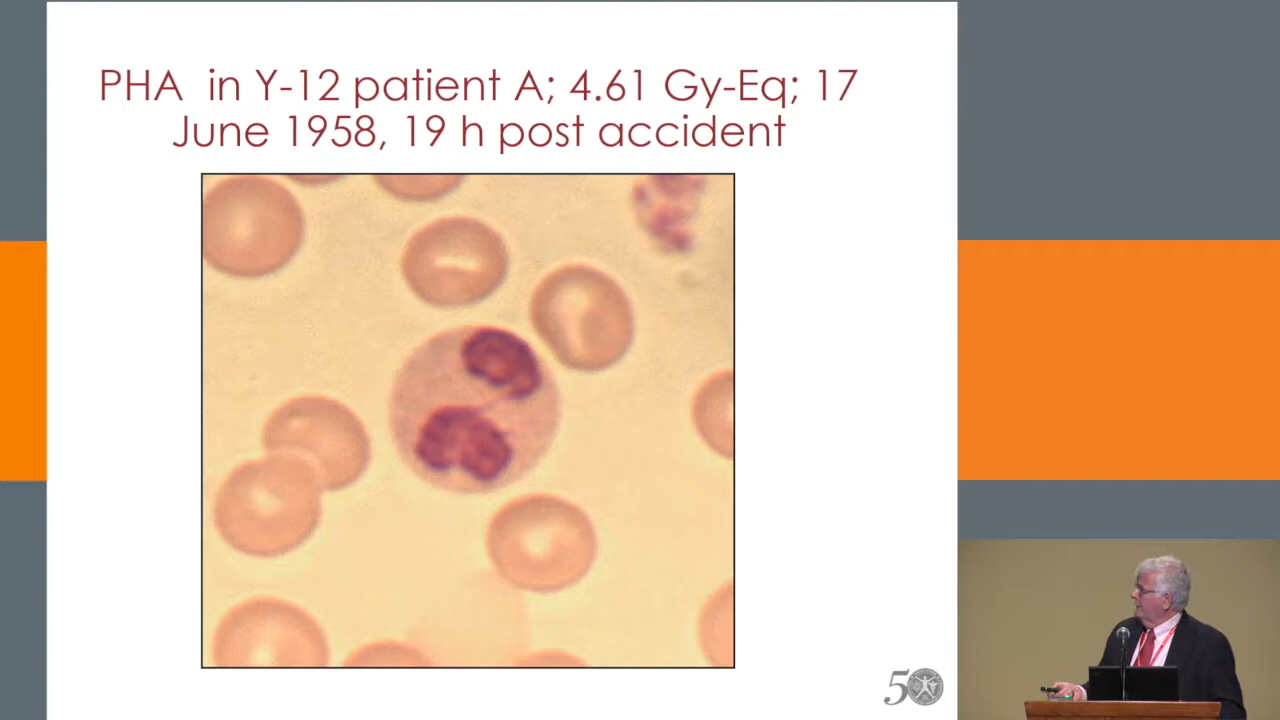 PHA in Y-12 patient A; 4.61 Gy-Eq; 17
June 1958, 19 h post accident
50